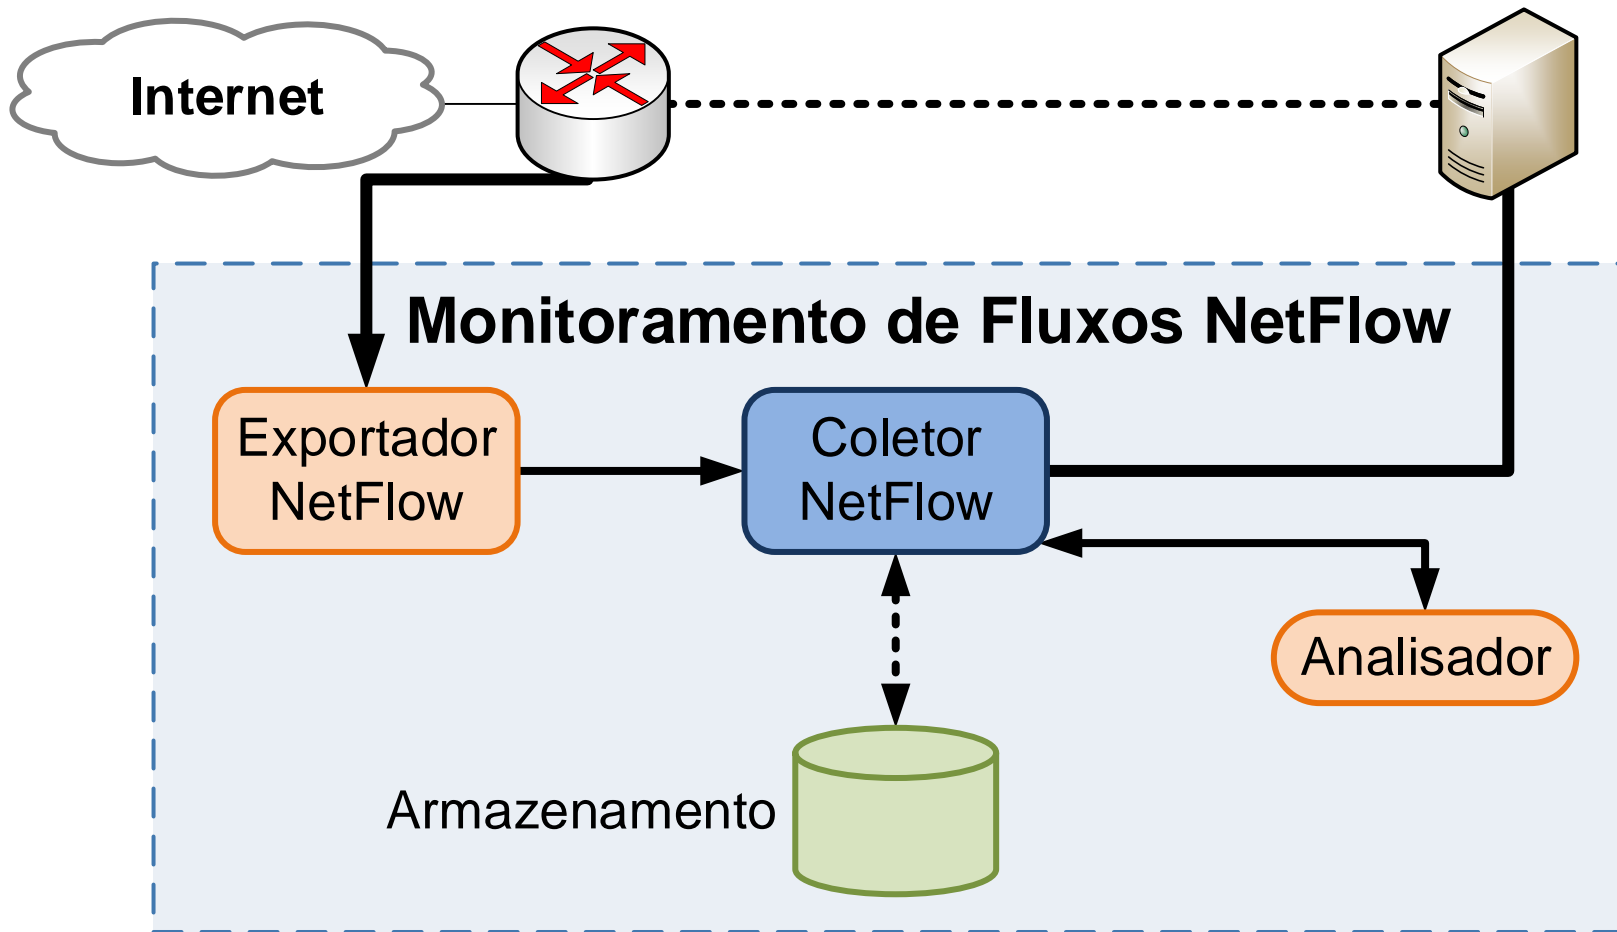 Internet
Monitoramento de Fluxos NetFlow
Exportador
NetFlow
Coletor
NetFlow
Analisador
Armazenamento